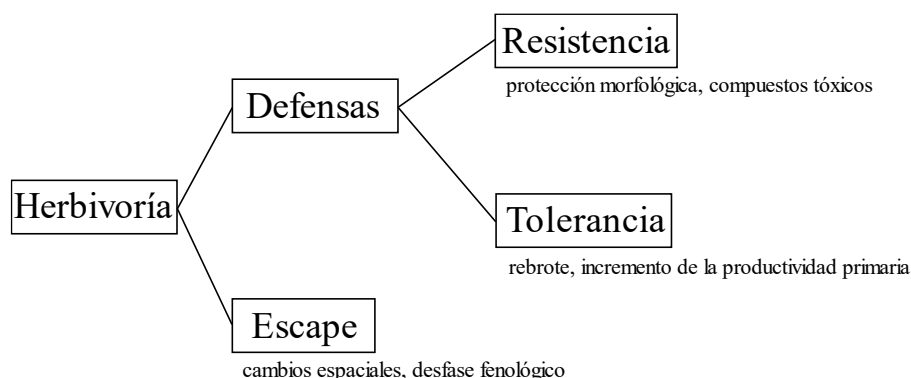 Resistencia
protección morfológica, compuestos tóxicos
Defensas
Herbivoría
Tolerancia
rebrote, incremento de la productividad primaria
Escape
cambios espaciales, desfase fenológico